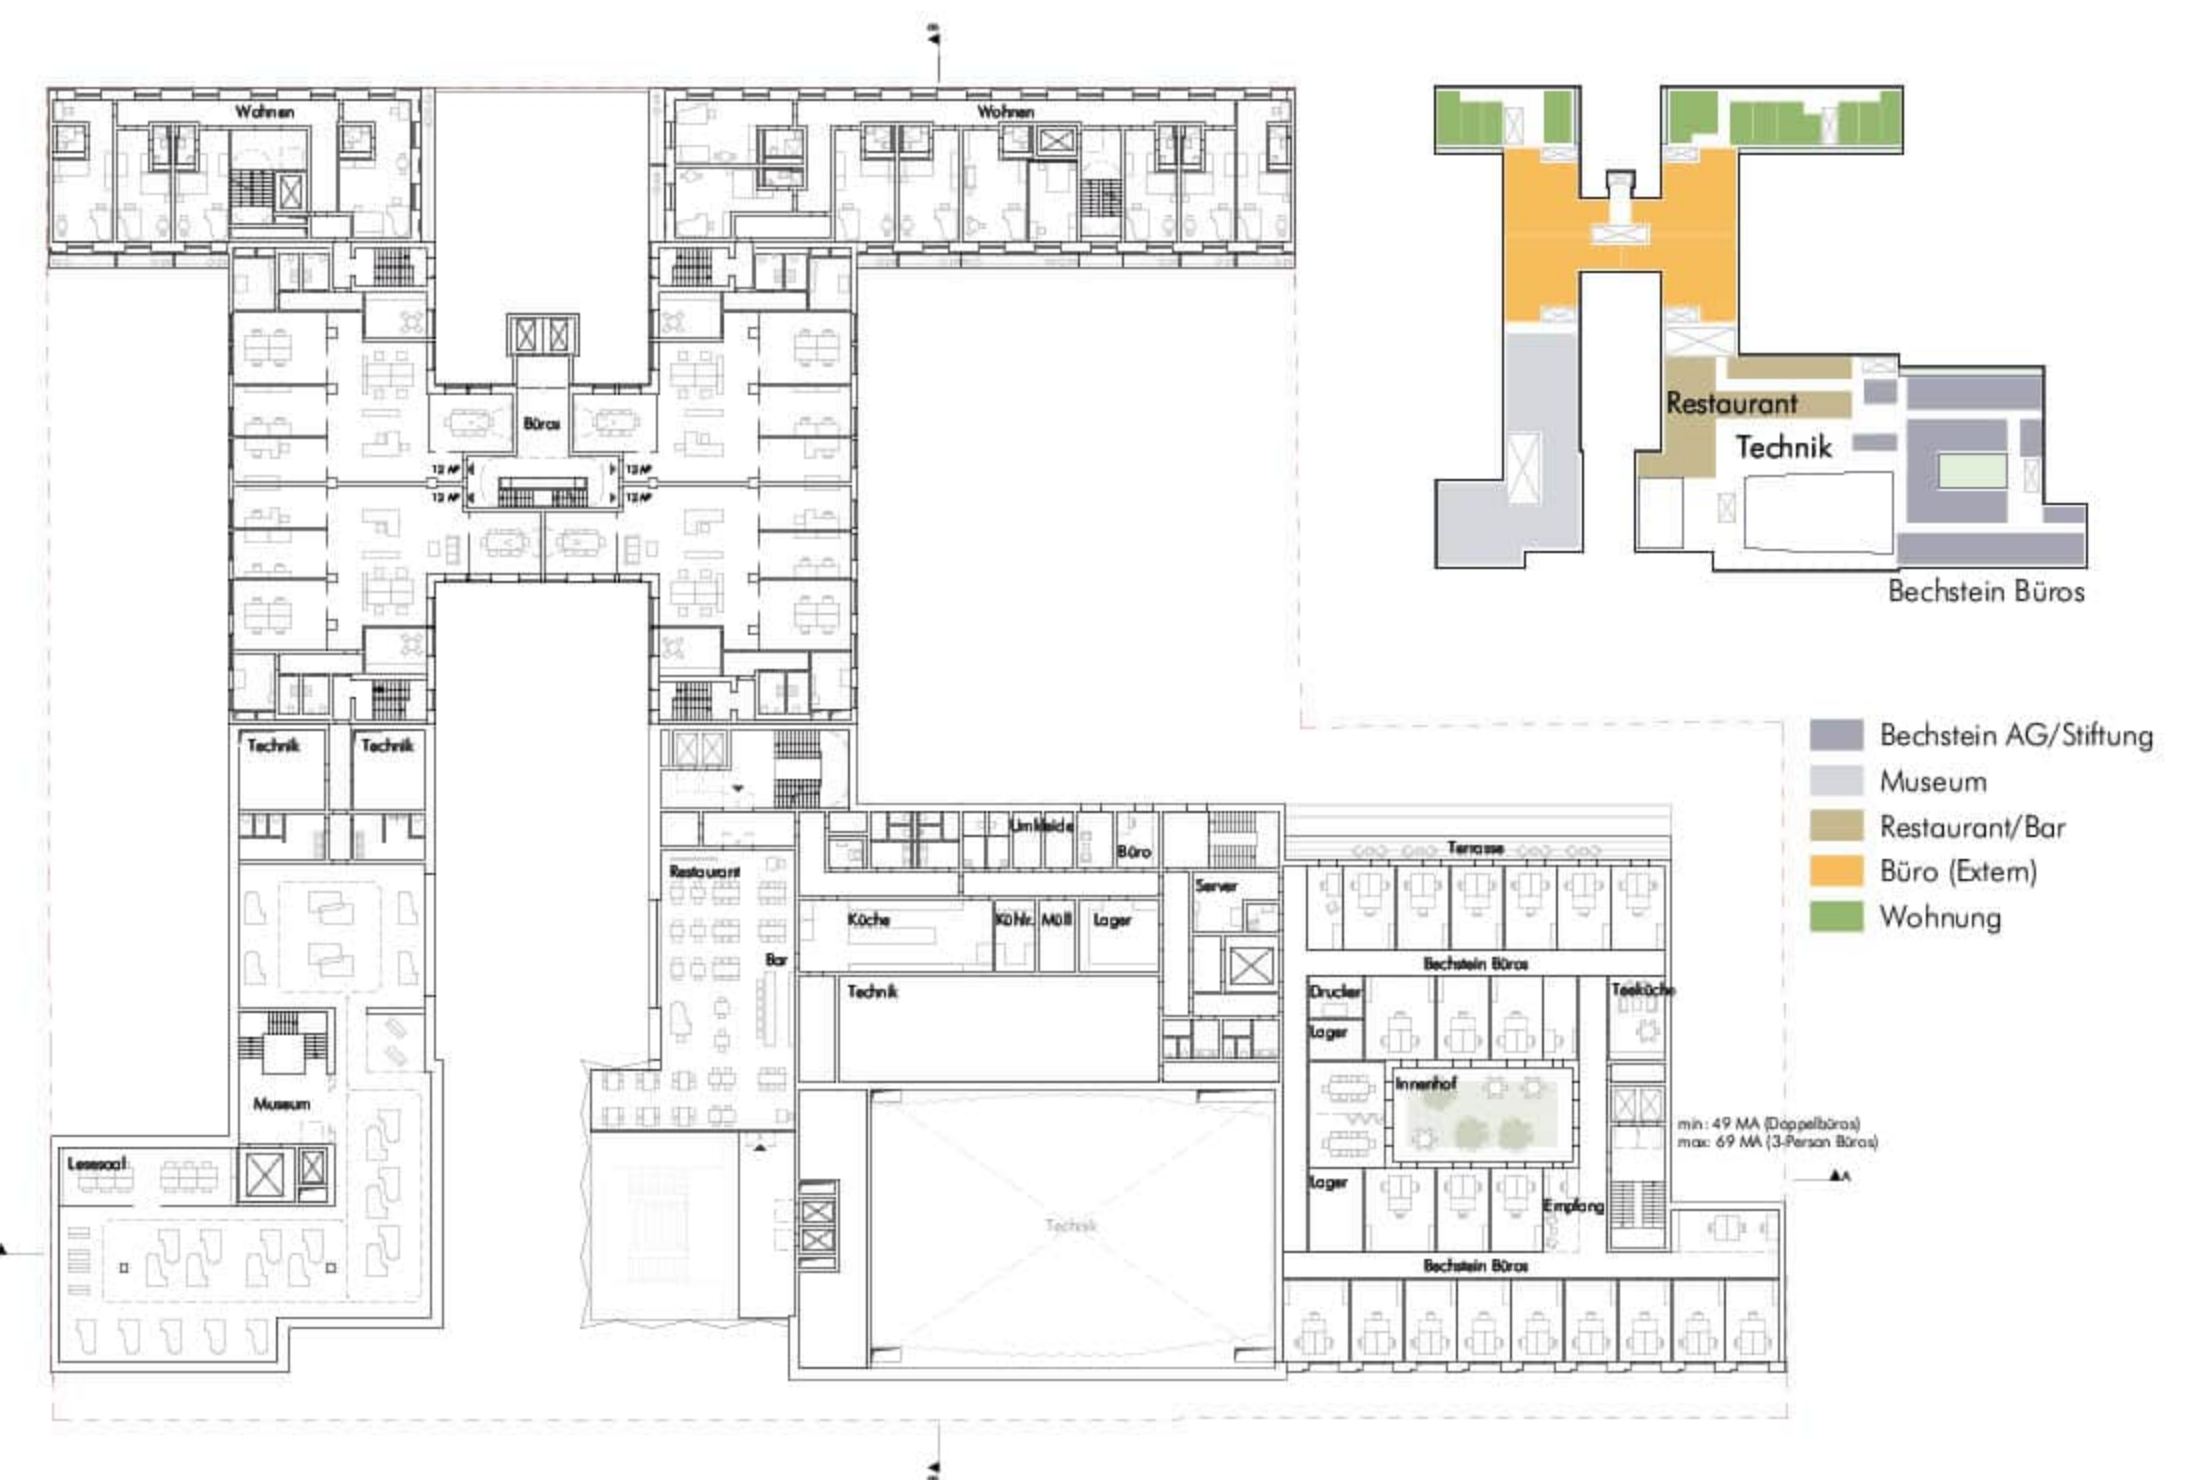 B
Wohnen
Wohnen
Büros
12 AP
12 AP
12 AP
12 AP
Technik
Technik
Umkleide
Büro
Restaurant
Server
Terrasse
Küche
Kühlr.
Müll
Lager
Bar
Bechstein Büros
Technik
Drucker
Teeküche
Lager
Innenhof
Museum
min: 49 MA (Doppelbüros)
max: 69 MA (3-Person Büros)
Lesesaal
Lager
A
Empfang
Technik
Bechstein Büros
B
Restaurant
Technik
Bechstein Büros
Bechstein AG/Stiftung
Museum
Restaurant/Bar
Büro (Extern)
Wohnung